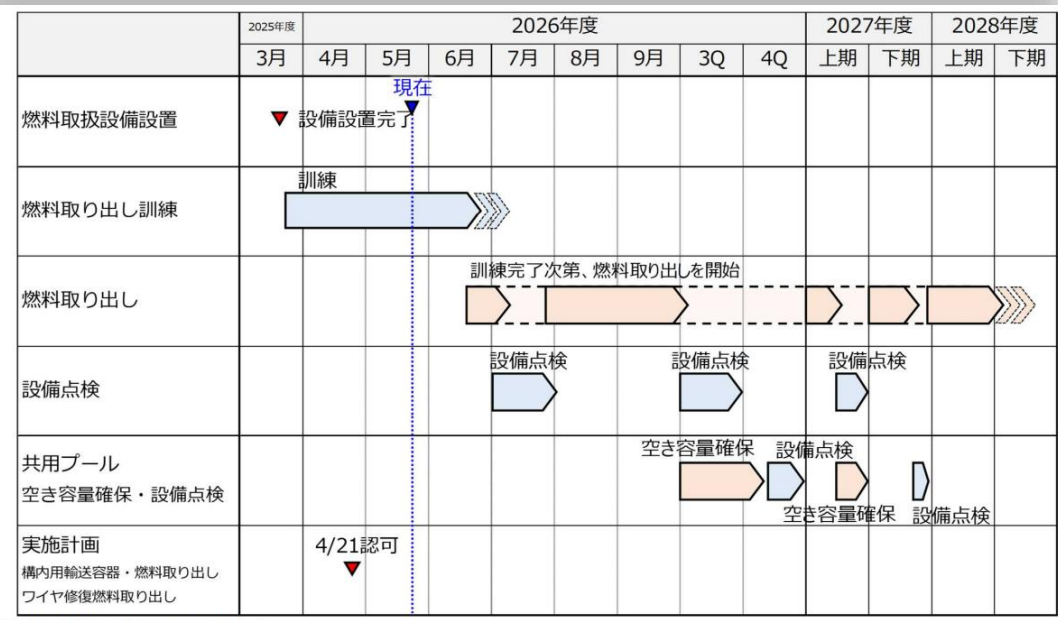 2025年度 2026年度 2027年度 2028年度
3月 4月 5月 6月 7月 8月 9月 3Q 4Q 上期 下期 上期 下期
現在
燃料取扱設備設置 設備設置完了
訓練
燃料取り出し訓練
訓練完了次第、燃料取り出しを開始
燃料取り出し
設備点検 設備点検 設備点検
設備点検
空き容量確保 設備点検
共用プール
空き容量確保・設備点検
空き容量確保 設備点検
実施計画 4/21認可
構内用輸送容器・燃料取り出し
ワイヤ修復燃料取り出し